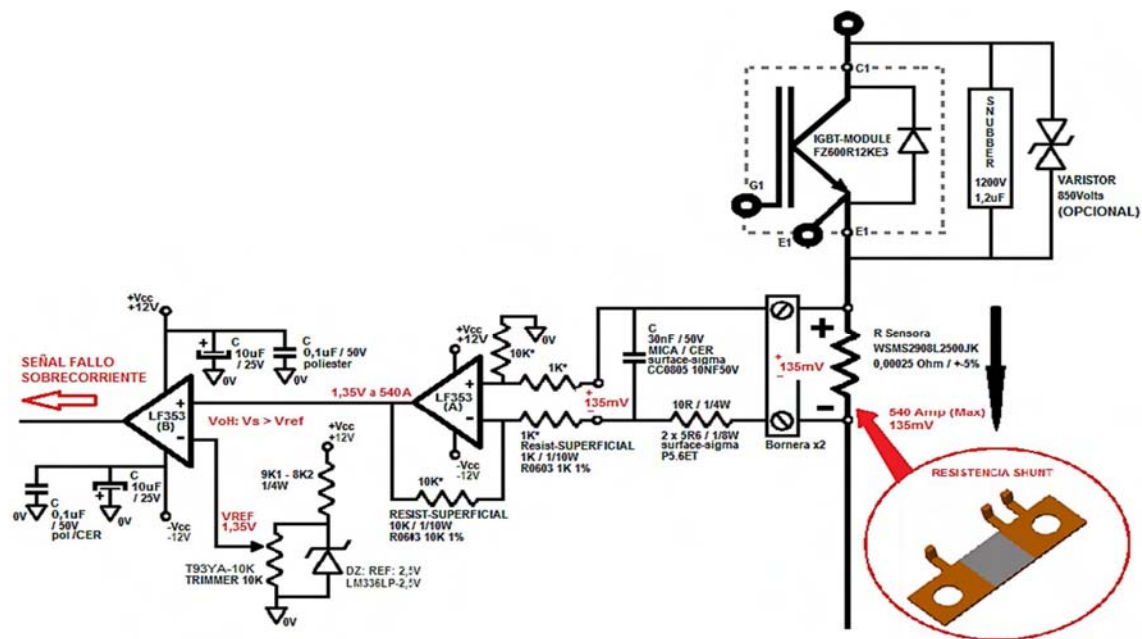 C1
IGBT-MODULE
FZ600R12KE3
G1
E1
E1
SNUBBER
1200V
1,2uF
VARISTOR
850Volts
(OPCIONAL)
+Vcc
+12V
C
10uF
/ 25V
0V
C
0,1uF / 50V
poliester
0V
SEÑAL FALLO
SOBRECORRIENTE
LF353
(B)
+
-
VoH: Vs > Vref
1,35V a 540A
+Vcc
+12V
10K*
0V
LF353
(A)
+
-
-Vcc
-12V
1K*
+
135mV
-
1K*
Resist-SUPERFICIAL
1K / 1/10W
R0603 1K 1%
C
30nF / 50V
MICA / CER
surface-sigma
CC0805 10NF50V
10R / 1/4W
2 x 5R6 / 1/8W
surface-sigma
P5.6ET
+
135mV
-
Bornera x2
+
135mV
-
R Sensora
WSMS2908L2500JK
0,00025 Ohm / +-5%
540 Amp (Max)
135mV
RESISTENCIA SHUNT
C
0,1uF
/ 50V
pol /CER
0V
C
10uF
/ 25V
0V
-Vcc
-12V
+Vcc
+12V
9K1 - 8K2
1/4W
10K*
RESIST-SUPERFICIAL
10K / 1/10W
R0603 10K 1%
VREF
1,35V
T93YA-10K
TRIMMER 10K
DZ: REF: 2,5V
LM336LP-2,5V
0V